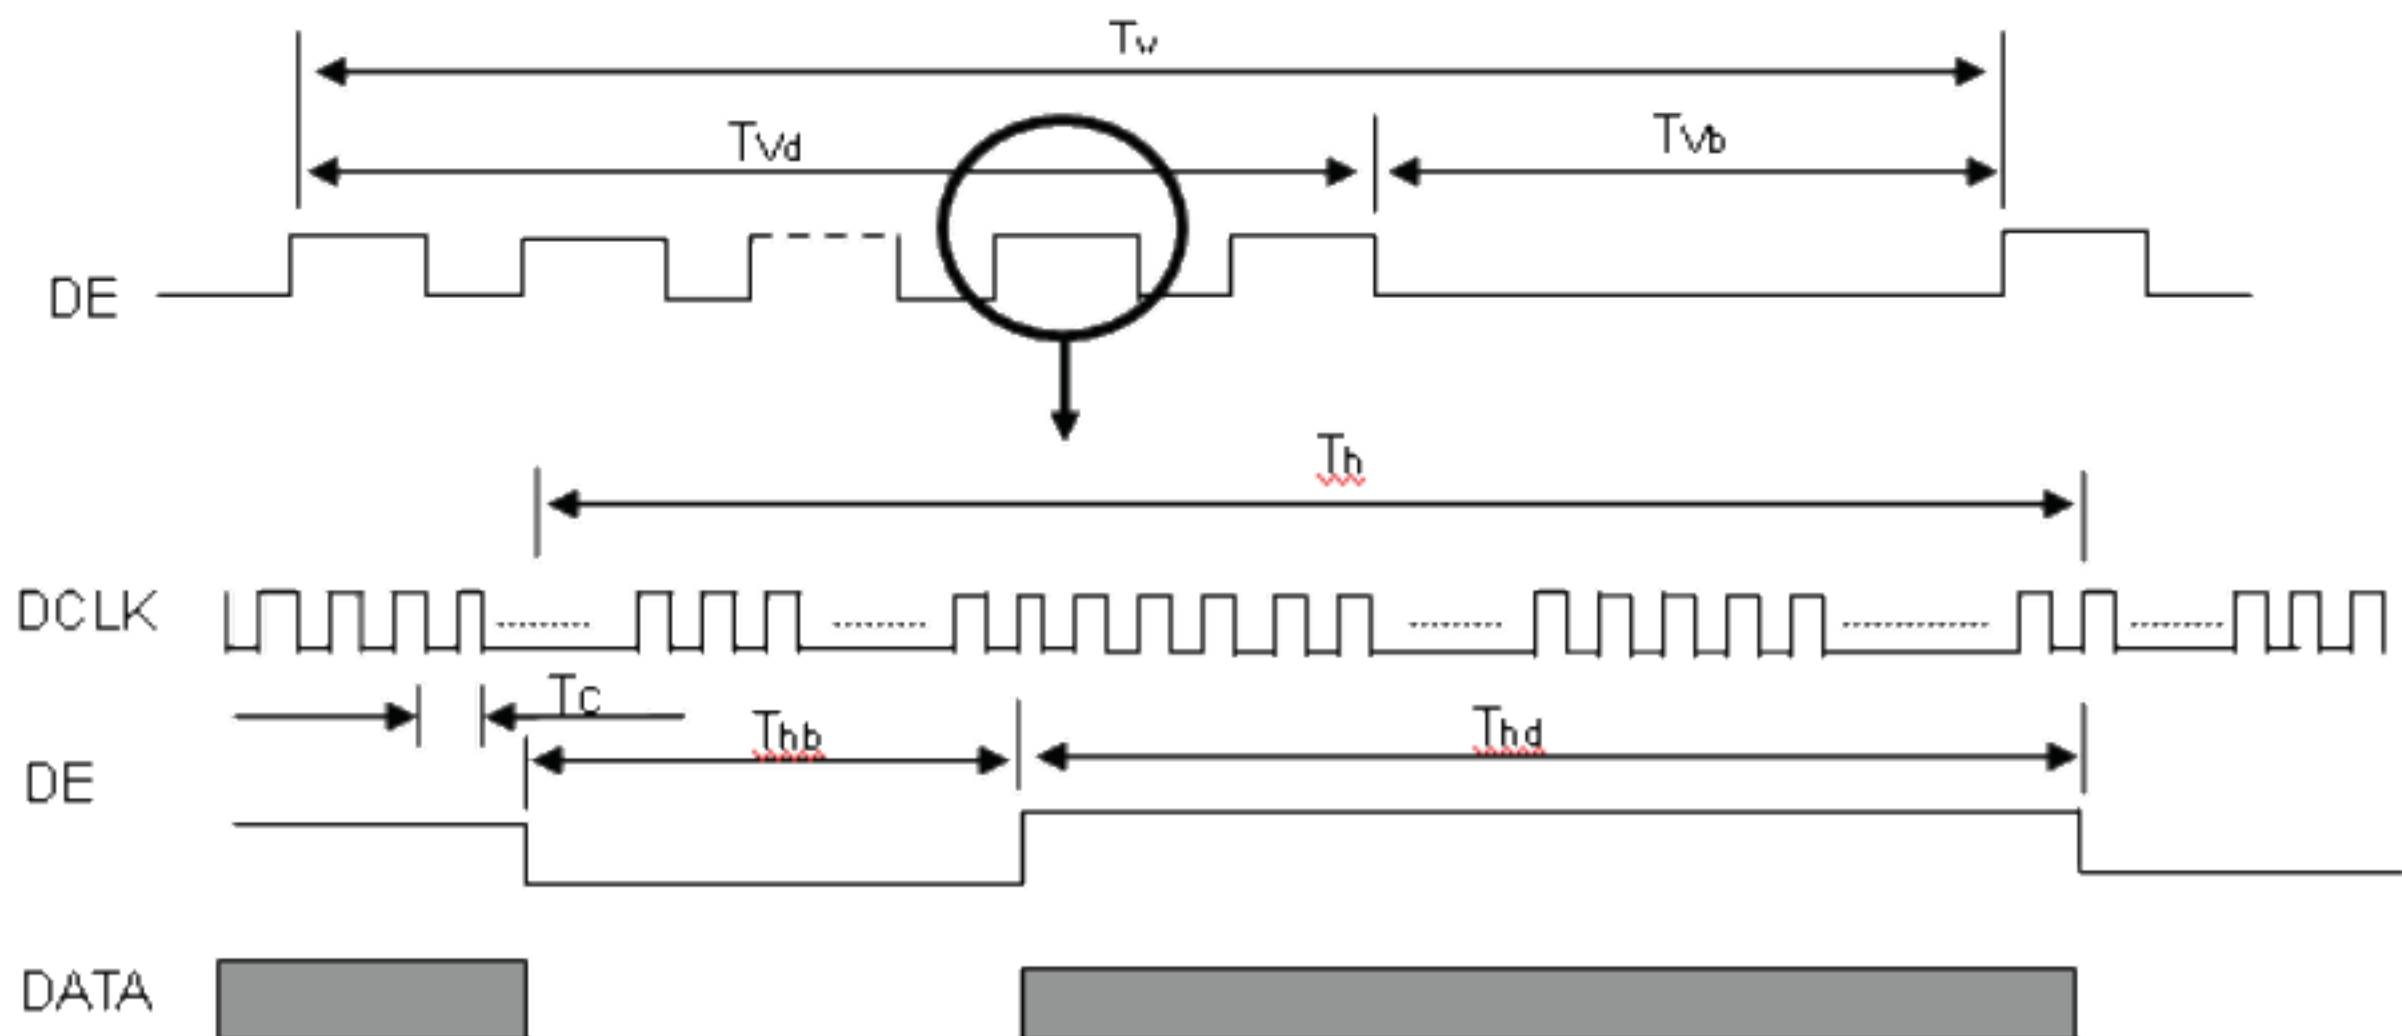 Tv
TVd
TVb
DE
Th
DCLK
TC
Thb
Thd
DE
DATA